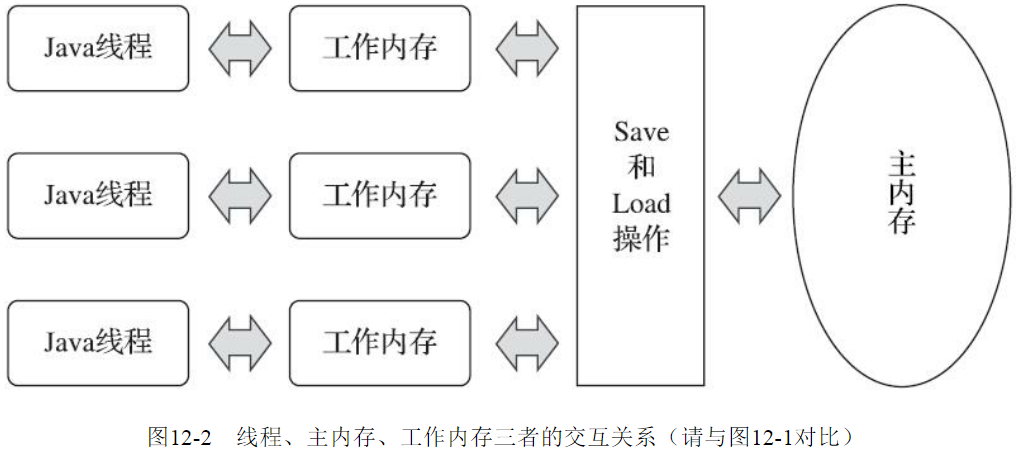 Java线程
工作内存
Java线程
工作内存
Java线程
工作内存
Save
和
Load
操作
主
内
存
图12-2 线程、主内存、工作内存三者的交互关系（请与图12-1对比）